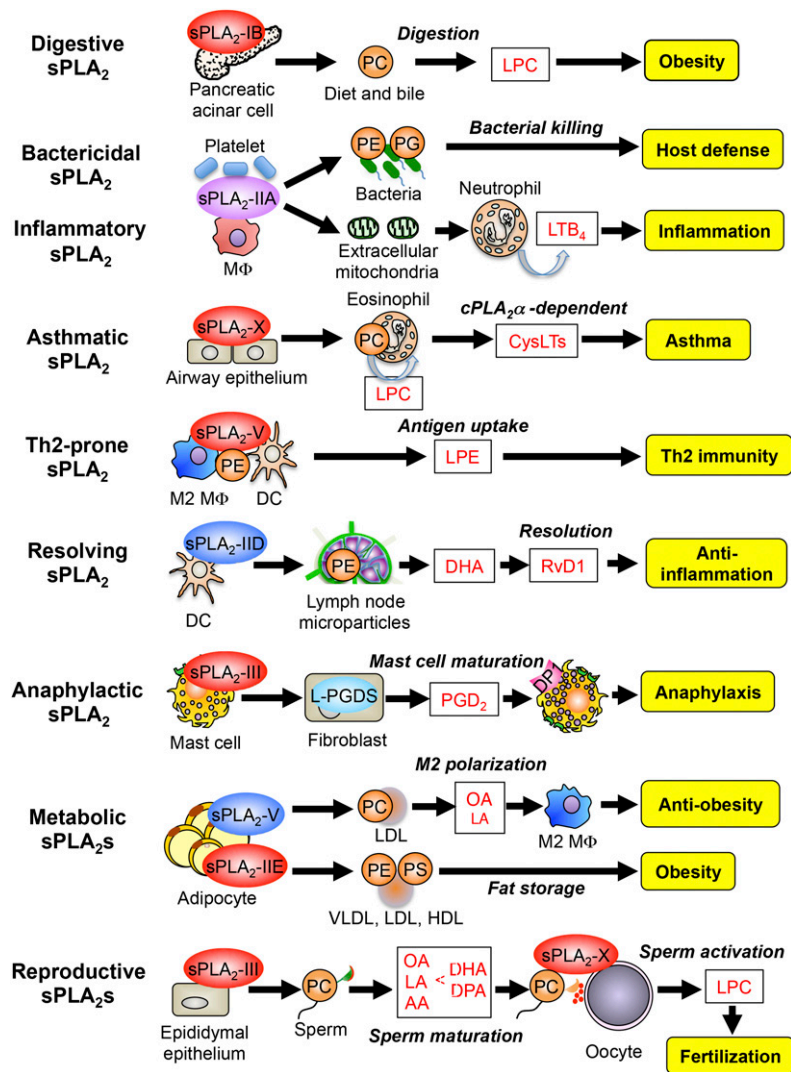 Digestive
sPLA₂
sPLA₂-IB
Pancreatic
acinar cell
PC
Diet and bile
Digestion
LPC
Obesity
Bactericidal
sPLA₂
Inflammatory
sPLA₂
Platelet
sPLA₂-IIA
MΦ
PE PG
Bacteria
Bacterial killing
Host defense
Extracellular
mitochondria
Neutrophil
LTB₄
Inflammation
Asthmatic
sPLA₂
sPLA₂-X
Airway epithelium
Eosinophil
PC
LPC
cPLA₂α-dependent
CysLTs
Asthma
Th2-prone
sPLA₂
sPLA₂-V
PE
M2 MΦ DC
Antigen uptake
LPE
Th2 immunity
Resolving
sPLA₂
sPLA₂-IID
DC
PE
Lymph node
microparticles
DHA
Resolution
RvD1
Anti-
inflammation
Anaphylactic
sPLA₂
sPLA₂-III
Mast cell
L-PGDS
Fibroblast
Mast cell maturation
PGD₂
DP1
Anaphylaxis
Metabolic
sPLA₂s
sPLA₂-V
sPLA₂-IIE
Adipocyte
PC
LDL
M2 polarization
OA
LA
M2 MΦ
Anti-obesity
PE PS
VLDL, LDL, HDL
Fat storage
Obesity
Reproductive
sPLA₂s
sPLA₂-III
Epididymal
epithelium
PC
Sperm
OA
LA < DHA
AA DPA
Sperm maturation
sPLA₂-X
PC
Oocyte
Sperm activation
LPC
Fertilization